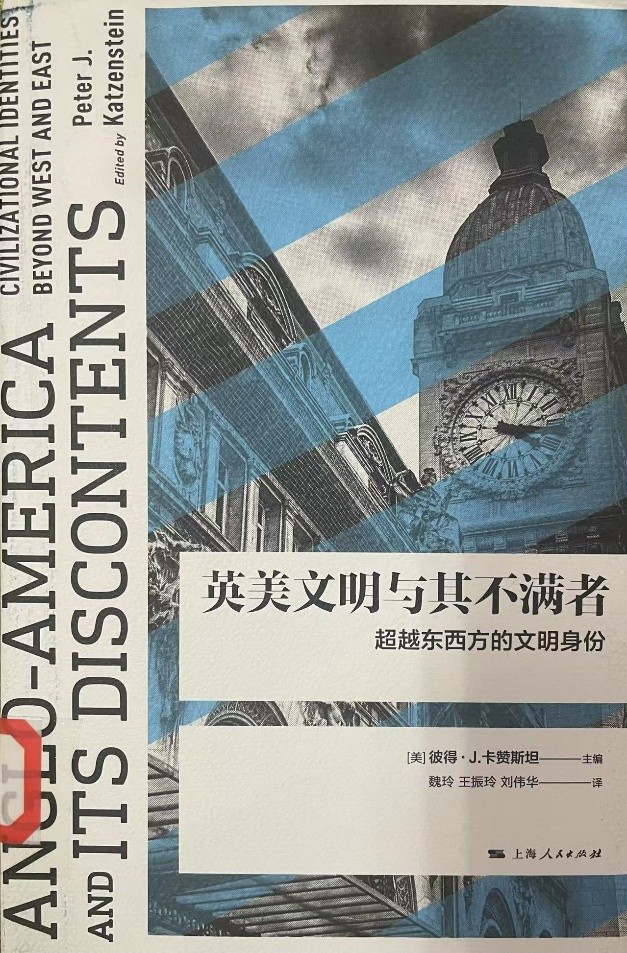 CIVILIZATIONAL IDENTITIES
BEYOND WEST AND EAST
Edited by
Peter J.
Katzenstein
ANGLO-AMERICA
AND ITS DISCONTENTS
英美文明与其不满者
超越东西方的文明身份
[美] 彼得·J.卡赞斯坦——主编
魏玲 王振玲 刘伟华——译
上海人民出版社